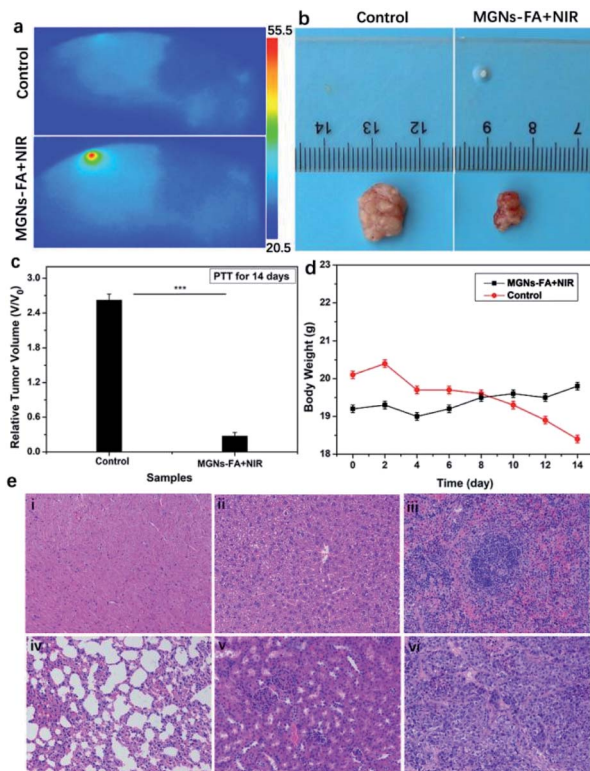 a
Control
MGNs-FA+NIR
55.5
20.5
b
Control
MGNs-FA+NIR
14 13 12
9 8 7
c
PTT for 14 days
***
Relative Tumor Volume (V/V0)
3.0
2.4
1.8
1.2
0.6
0.0
Control
MGNs-FA+NIR
Samples
d
MGNs-FA+NIR
Control
Body Weight (g)
23
22
21
20
19
18
0 2 4 6 8 10 12 14
Time (day)
e
i
ii
iii
iv
v
vi